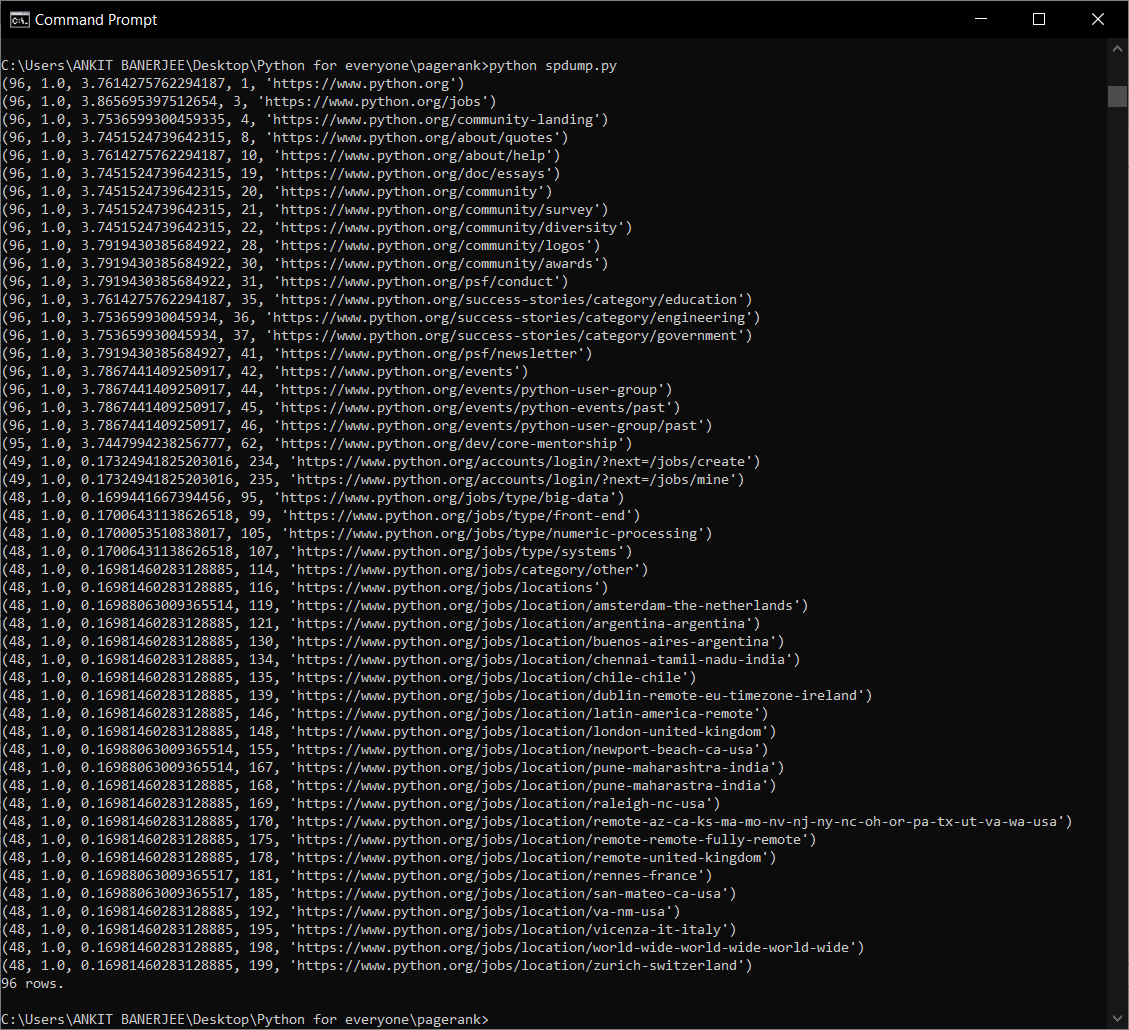 Command Prompt
C:\Users\ANKIT BANERJEE\Desktop\Python for everyone\pagerank>python spdump.py
(96, 1.0, 3.7614275762294187, 1, 'https://www.python.org')
(96, 1.0, 3.865695397512654, 3, 'https://www.python.org/jobs')
(96, 1.0, 3.7536599300459335, 4, 'https://www.python.org/community-landing')
(96, 1.0, 3.7451524739642315, 8, 'https://www.python.org/about/quotes')
(96, 1.0, 3.7614275762294187, 10, 'https://www.python.org/about/help')
(96, 1.0, 3.7451524739642315, 19, 'https://www.python.org/doc/essays')
(96, 1.0, 3.7451524739642315, 20, 'https://www.python.org/community')
(96, 1.0, 3.7451524739642315, 21, 'https://www.python.org/community/survey')
(96, 1.0, 3.7451524739642315, 22, 'https://www.python.org/community/diversity')
(96, 1.0, 3.7919430385684922, 28, 'https://www.python.org/community/logos')
(96, 1.0, 3.7919430385684922, 30, 'https://www.python.org/community/awards')
(96, 1.0, 3.7919430385684922, 31, 'https://www.python.org/psf/conduct')
(96, 1.0, 3.7614275762294187, 35, 'https://www.python.org/success-stories/category/education')
(96, 1.0, 3.753659930045934, 36, 'https://www.python.org/success-stories/category/engineering')
(96, 1.0, 3.753659930045934, 37, 'https://www.python.org/success-stories/category/government')
(96, 1.0, 3.7919430385684927, 41, 'https://www.python.org/psf/newsletter')
(96, 1.0, 3.7867441409250917, 42, 'https://www.python.org/events')
(96, 1.0, 3.7867441409250917, 44, 'https://www.python.org/events/python-user-group')
(96, 1.0, 3.7867441409250917, 45, 'https://www.python.org/events/python-events/past')
(96, 1.0, 3.7867441409250917, 46, 'https://www.python.org/events/python-user-group/past')
(95, 1.0, 3.7447994238256777, 62, 'https://www.python.org/dev/core-mentorship')
(49, 1.0, 0.17324941825203016, 234, 'https://www.python.org/accounts/login/?next=/jobs/create')
(49, 1.0, 0.17324941825203016, 235, 'https://www.python.org/accounts/login/?next=/jobs/mine')
(48, 1.0, 0.1699441667394456, 95, 'https://www.python.org/jobs/type/big-data')
(48, 1.0, 0.17006431138626518, 99, 'https://www.python.org/jobs/type/front-end')
(48, 1.0, 0.1700053510838017, 105, 'https://www.python.org/jobs/type/numeric-processing')
(48, 1.0, 0.17006431138626518, 107, 'https://www.python.org/jobs/type/systems')
(48, 1.0, 0.16981460283128885, 114, 'https://www.python.org/jobs/category/other')
(48, 1.0, 0.16981460283128885, 116, 'https://www.python.org/jobs/locations')
(48, 1.0, 0.16988063009365514, 119, 'https://www.python.org/jobs/location/amsterdam-the-netherlands')
(48, 1.0, 0.16981460283128885, 121, 'https://www.python.org/jobs/location/argentina-argentina')
(48, 1.0, 0.16981460283128885, 130, 'https://www.python.org/jobs/location/buenos-aires-argentina')
(48, 1.0, 0.16981460283128885, 134, 'https://www.python.org/jobs/location/chennai-tamil-nadu-india')
(48, 1.0, 0.16981460283128885, 135, 'https://www.python.org/jobs/location/chile-chile')
(48, 1.0, 0.16981460283128885, 139, 'https://www.python.org/jobs/location/dublin-remote-eu-timezone-ireland')
(48, 1.0, 0.16981460283128885, 146, 'https://www.python.org/jobs/location/latin-america-remote')
(48, 1.0, 0.16981460283128885, 148, 'https://www.python.org/jobs/location/london-united-kingdom')
(48, 1.0, 0.16988063009365514, 155, 'https://www.python.org/jobs/location/newport-beach-ca-usa')
(48, 1.0, 0.16988063009365514, 167, 'https://www.python.org/jobs/location/pune-maharashtra-india')
(48, 1.0, 0.16981460283128885, 168, 'https://www.python.org/jobs/location/pune-maharastra-india')
(48, 1.0, 0.16981460283128885, 169, 'https://www.python.org/jobs/location/raleigh-nc-usa')
(48, 1.0, 0.16981460283128885, 170, 'https://www.python.org/jobs/location/remote-az-ca-ks-ma-mo-nv-nj-ny-nc-oh-or-pa-tx-ut-va-wa-usa')
(48, 1.0, 0.16981460283128885, 175, 'https://www.python.org/jobs/location/remote-remote-fully-remote')
(48, 1.0, 0.16981460283128885, 178, 'https://www.python.org/jobs/location/remote-united-kingdom')
(48, 1.0, 0.16988063009365517, 181, 'https://www.python.org/jobs/location/rennes-france')
(48, 1.0, 0.16988063009365517, 185, 'https://www.python.org/jobs/location/san-mateo-ca-usa')
(48, 1.0, 0.16981460283128885, 192, 'https://www.python.org/jobs/location/va-nm-usa')
(48, 1.0, 0.16981460283128885, 195, 'https://www.python.org/jobs/location/vicenza-it-italy')
(48, 1.0, 0.16981460283128885, 198, 'https://www.python.org/jobs/location/world-wide-world-wide-world-wide')
(48, 1.0, 0.16981460283128885, 199, 'https://www.python.org/jobs/location/zurich-switzerland')
96 rows.
C:\Users\ANKIT BANERJEE\Desktop\Python for everyone\pagerank>